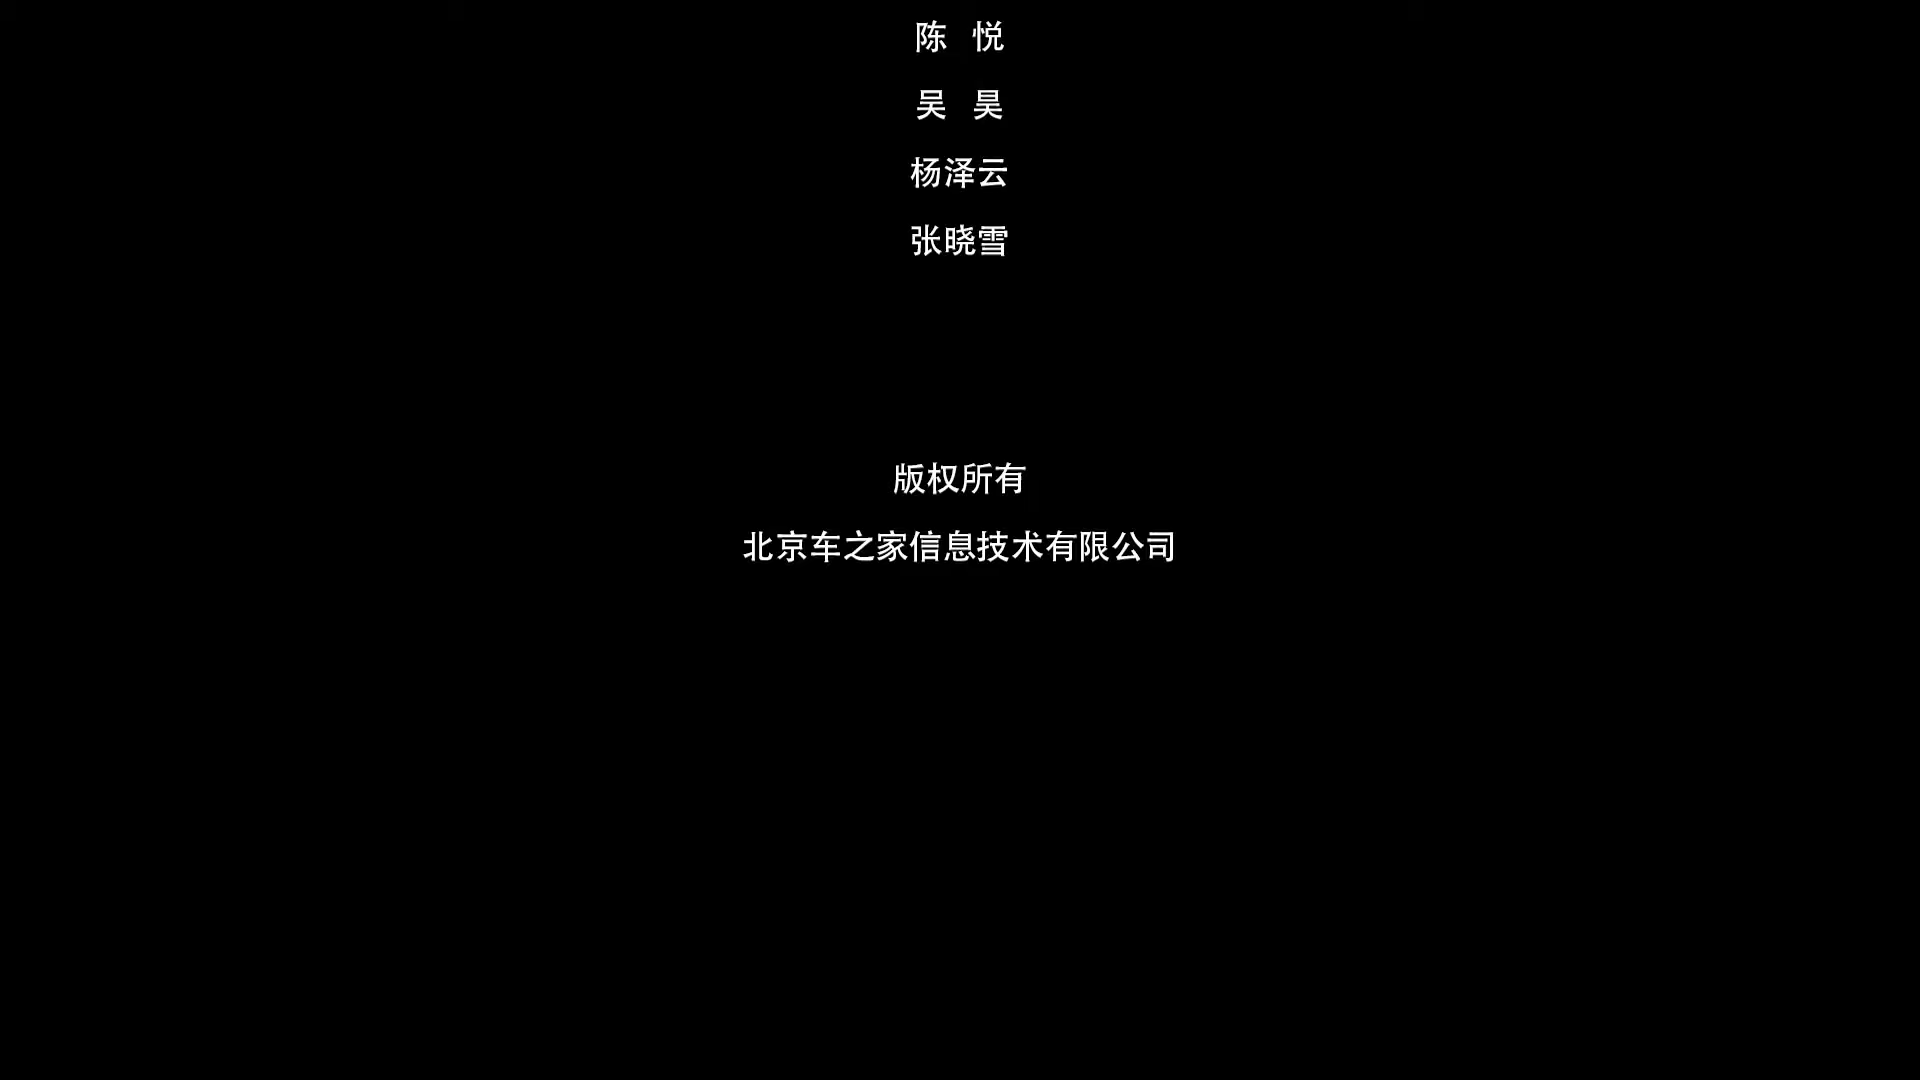 陈 悦
吴 昊
杨泽云
张晓雪
版权所有
北京车之家信息技术有限公司